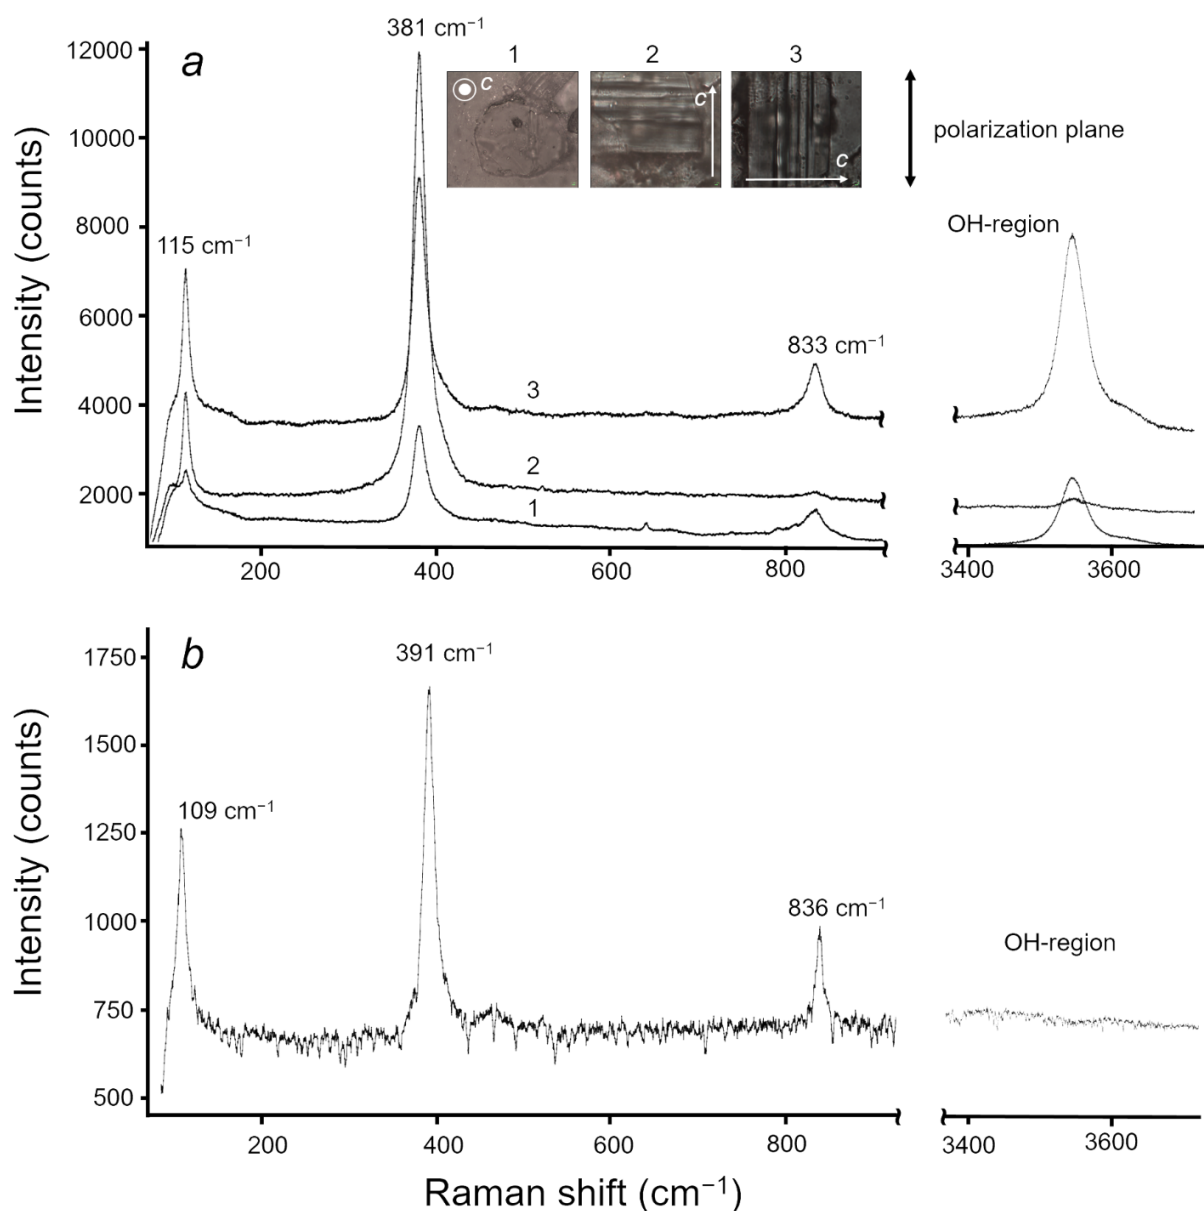 a
381 cm⁻¹
1 2 3
c
c
c
polarization plane
115 cm⁻¹
OH-region
833 cm⁻¹
3
2
1
Intensity (counts)
12000
10000
8000
6000
4000
2000
200 400 600 800 3400 3600
b
391 cm⁻¹
109 cm⁻¹
836 cm⁻¹
OH-region
Intensity (counts)
1750
1500
1250
1000
750
500
200 400 600 800 3400 3600
Raman shift (cm⁻¹)